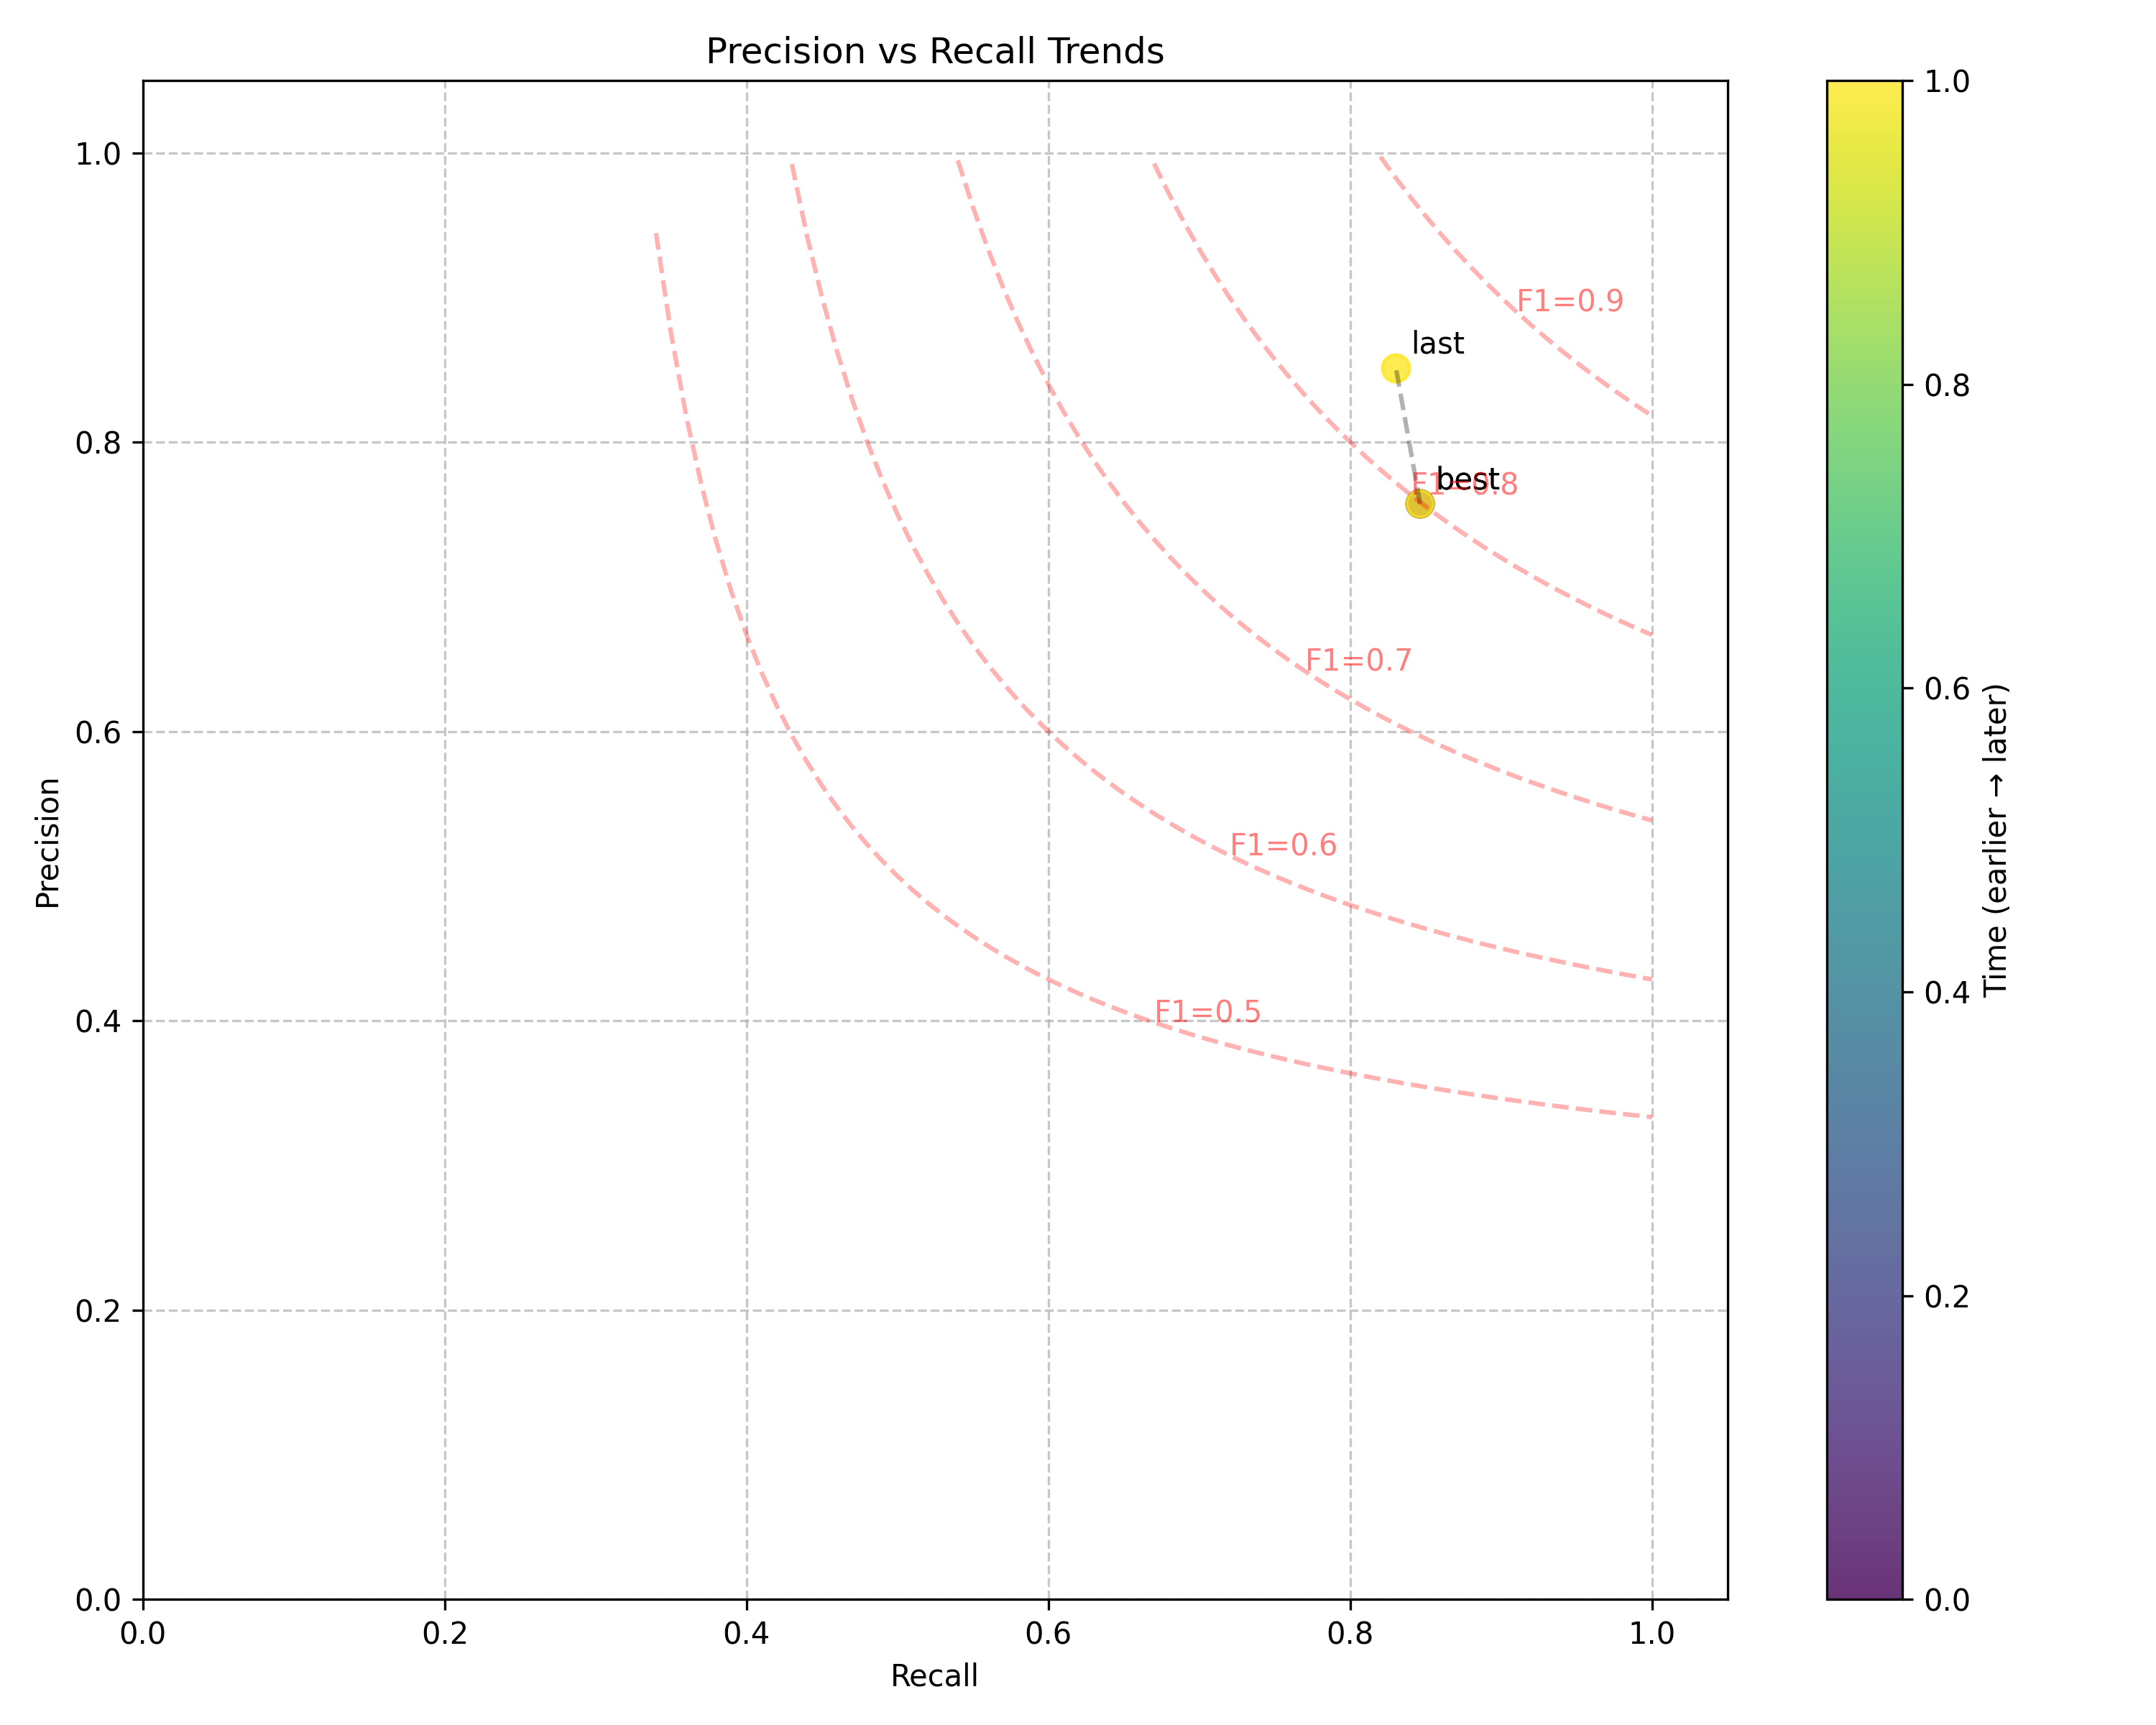 Precision vs Recall Trends
1.0
0.8
0.6
0.4
0.2
0.0
Precision
0.0
0.2
0.4
0.6
0.8
1.0
Recall
F1=0.9
last
best
F1=0.8
F1=0.7
F1=0.6
F1=0.5
1.0
0.8
0.6
0.4
0.2
0.0
Time (earlier → later)